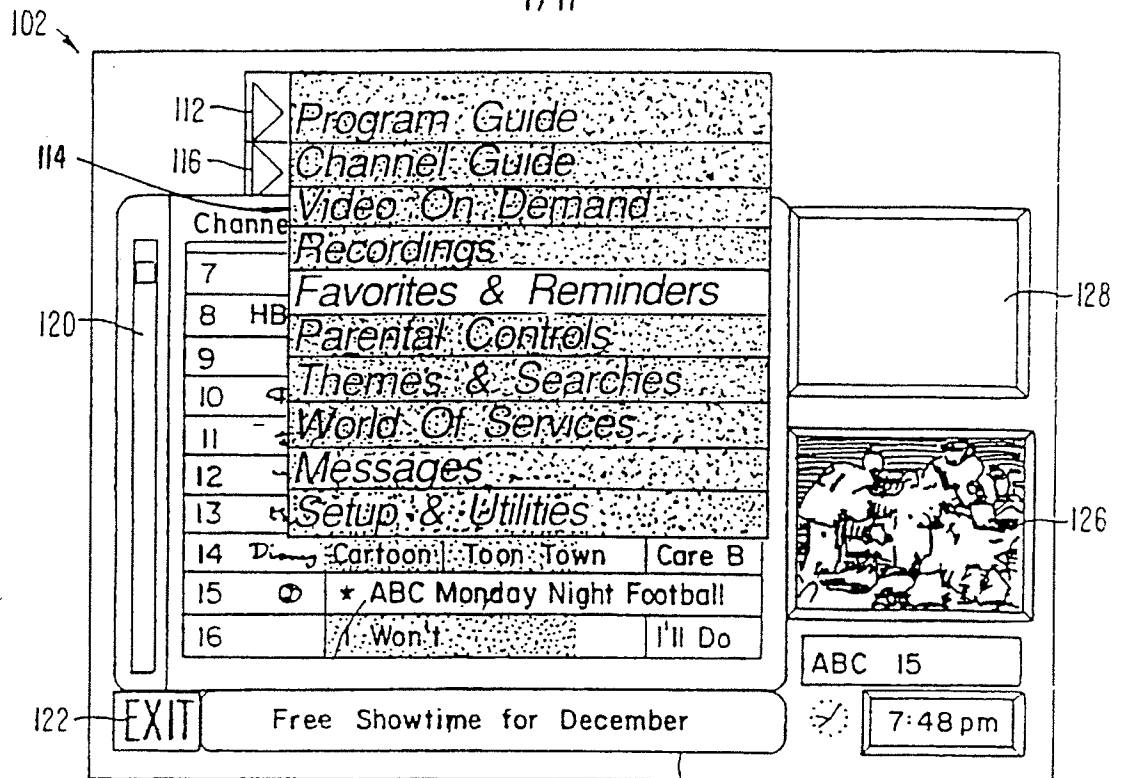 102
112
Program Guide
116
Channel Guide
114
Video On Demand
Channe
Recordings
7
Favorites & Reminders
128
8 HB
120
Parental Controls
9
Themes & Searches
10
World Of Services
11
12
Messages
13
Setup & Utilities
126
14 Disney Cartoon Toon Town Care B
15 ★ ABC Monday Night Football
16 I Won't I'll Do
ABC 15
122
EXIT
Free Showtime for December
7:48 pm